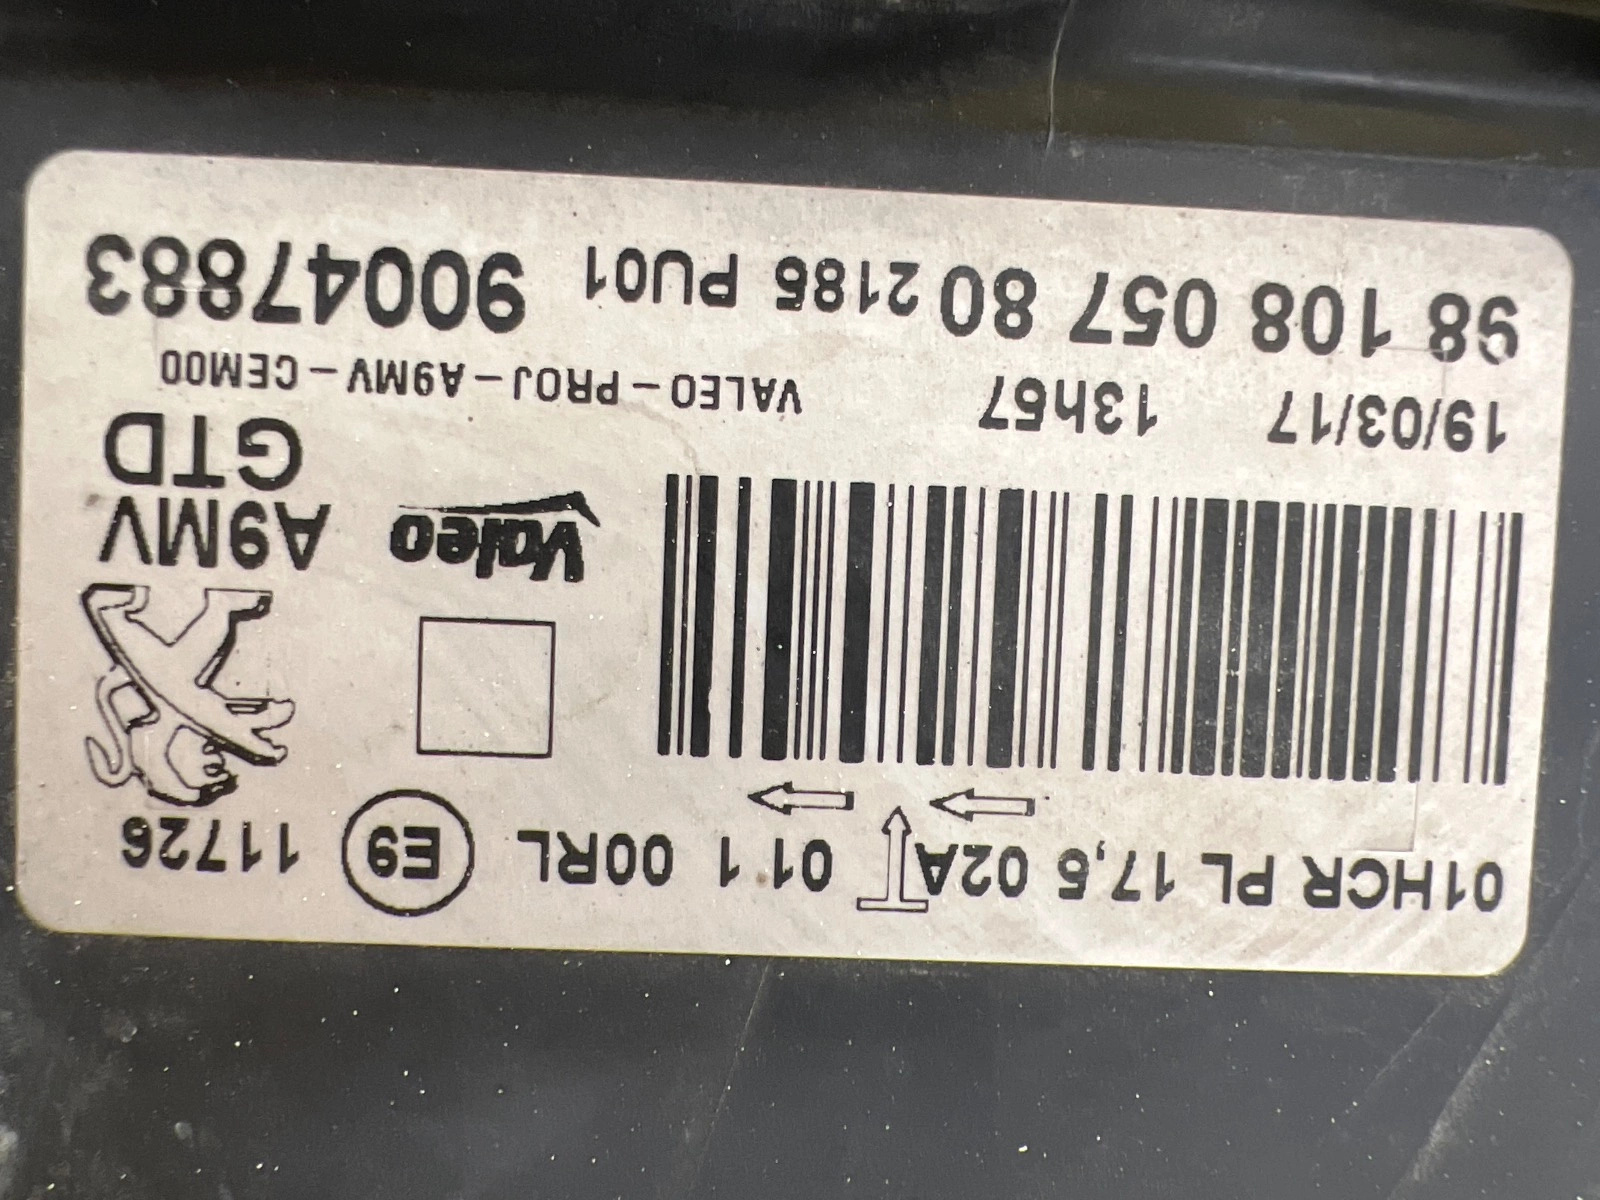 01HCR PL 17,5 02A 01 1 00RL E9 11726
Valeo
A9MV
GTD
19/03/17 13h57 VALEO-PROJ-A9MV-CEM00
98 108 057 80 2185 PU01 90047883